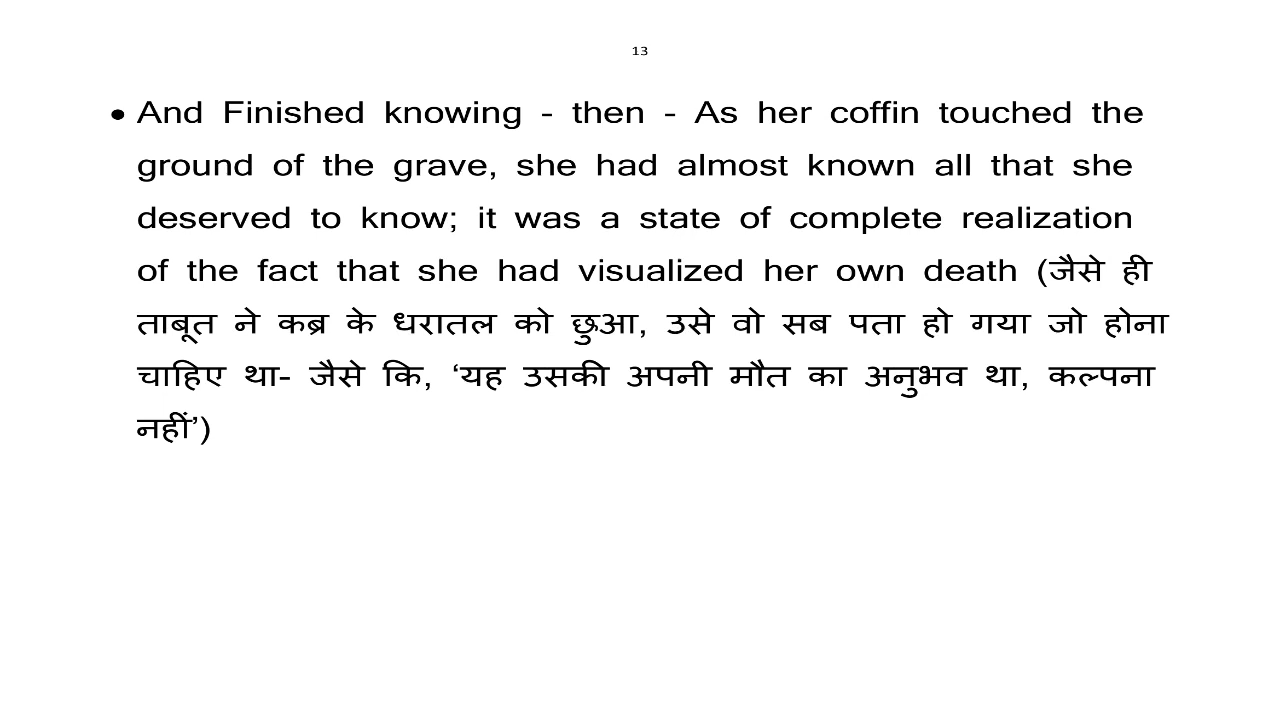 13
• And Finished knowing - then - As her coffin touched the
ground of the grave, she had almost known all that she
deserved to know; it was a state of complete realization
of the fact that she had visualized her own death (जैसे ही
ताबूत ने कब्र के धरातल को छुआ, उसे वो सब पता हो गया जो होना
चाहिए था- जैसे कि, ‘यह उसकी अपनी मौत का अनुभव था, कल्पना
नहीं’)